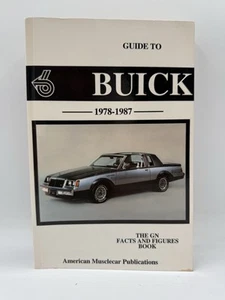 GUIDE TO
BUICK
1978-1987
THE GN
FACTS AND FIGURES
BOOK
American Musclecar Publications